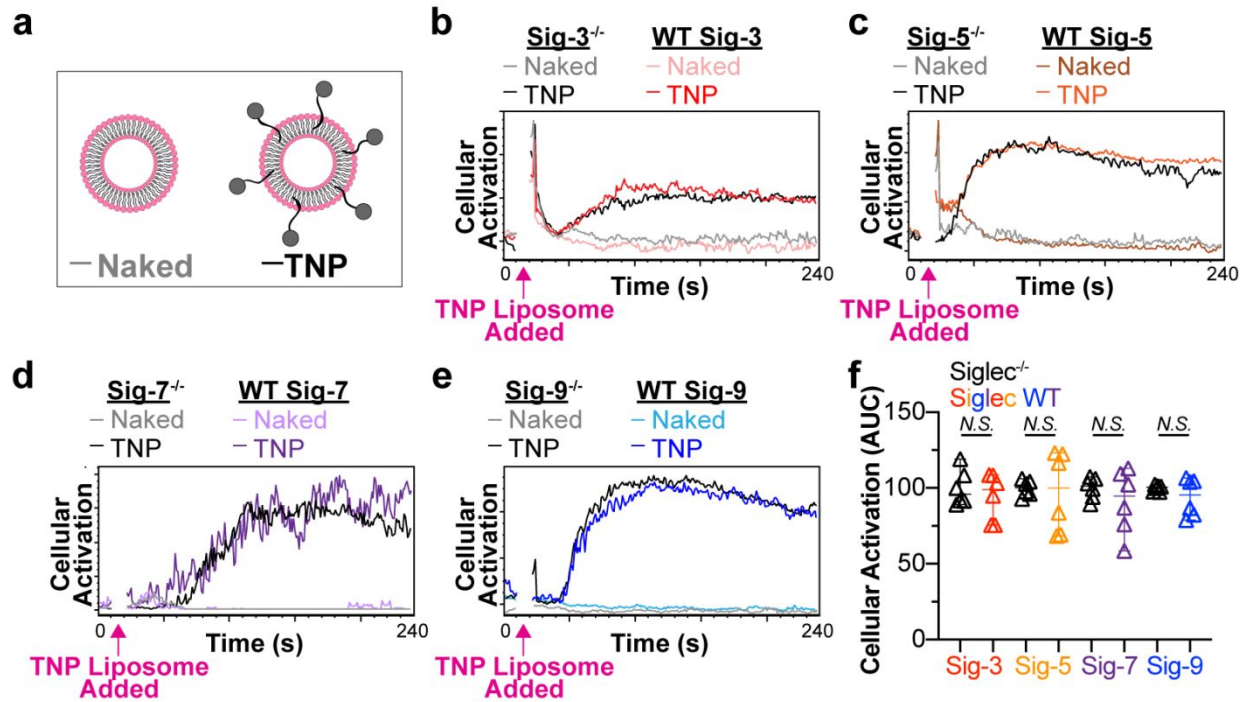 a
— Naked
— TNP
b
Sig-3-/- WT Sig-3
— Naked — Naked
— TNP — TNP
Cellular
Activation
0 Time (s) 240
TNP Liposome
Added
c
Sig-5-/- WT Sig-5
— Naked — Naked
— TNP — TNP
Cellular
Activation
0 Time (s) 240
TNP Liposome
Added
d
Sig-7-/- WT Sig-7
— Naked — Naked
— TNP — TNP
Cellular
Activation
0 Time (s) 240
TNP Liposome
Added
e
Sig-9-/- WT Sig-9
— Naked — Naked
— TNP — TNP
Cellular
Activation
0 Time (s) 240
TNP Liposome
Added
f
Siglec-/-
Siglec WT
Cellular Activation (AUC)
150
100
50
0
N.S. N.S. N.S. N.S.
Sig-3 Sig-5 Sig-7 Sig-9